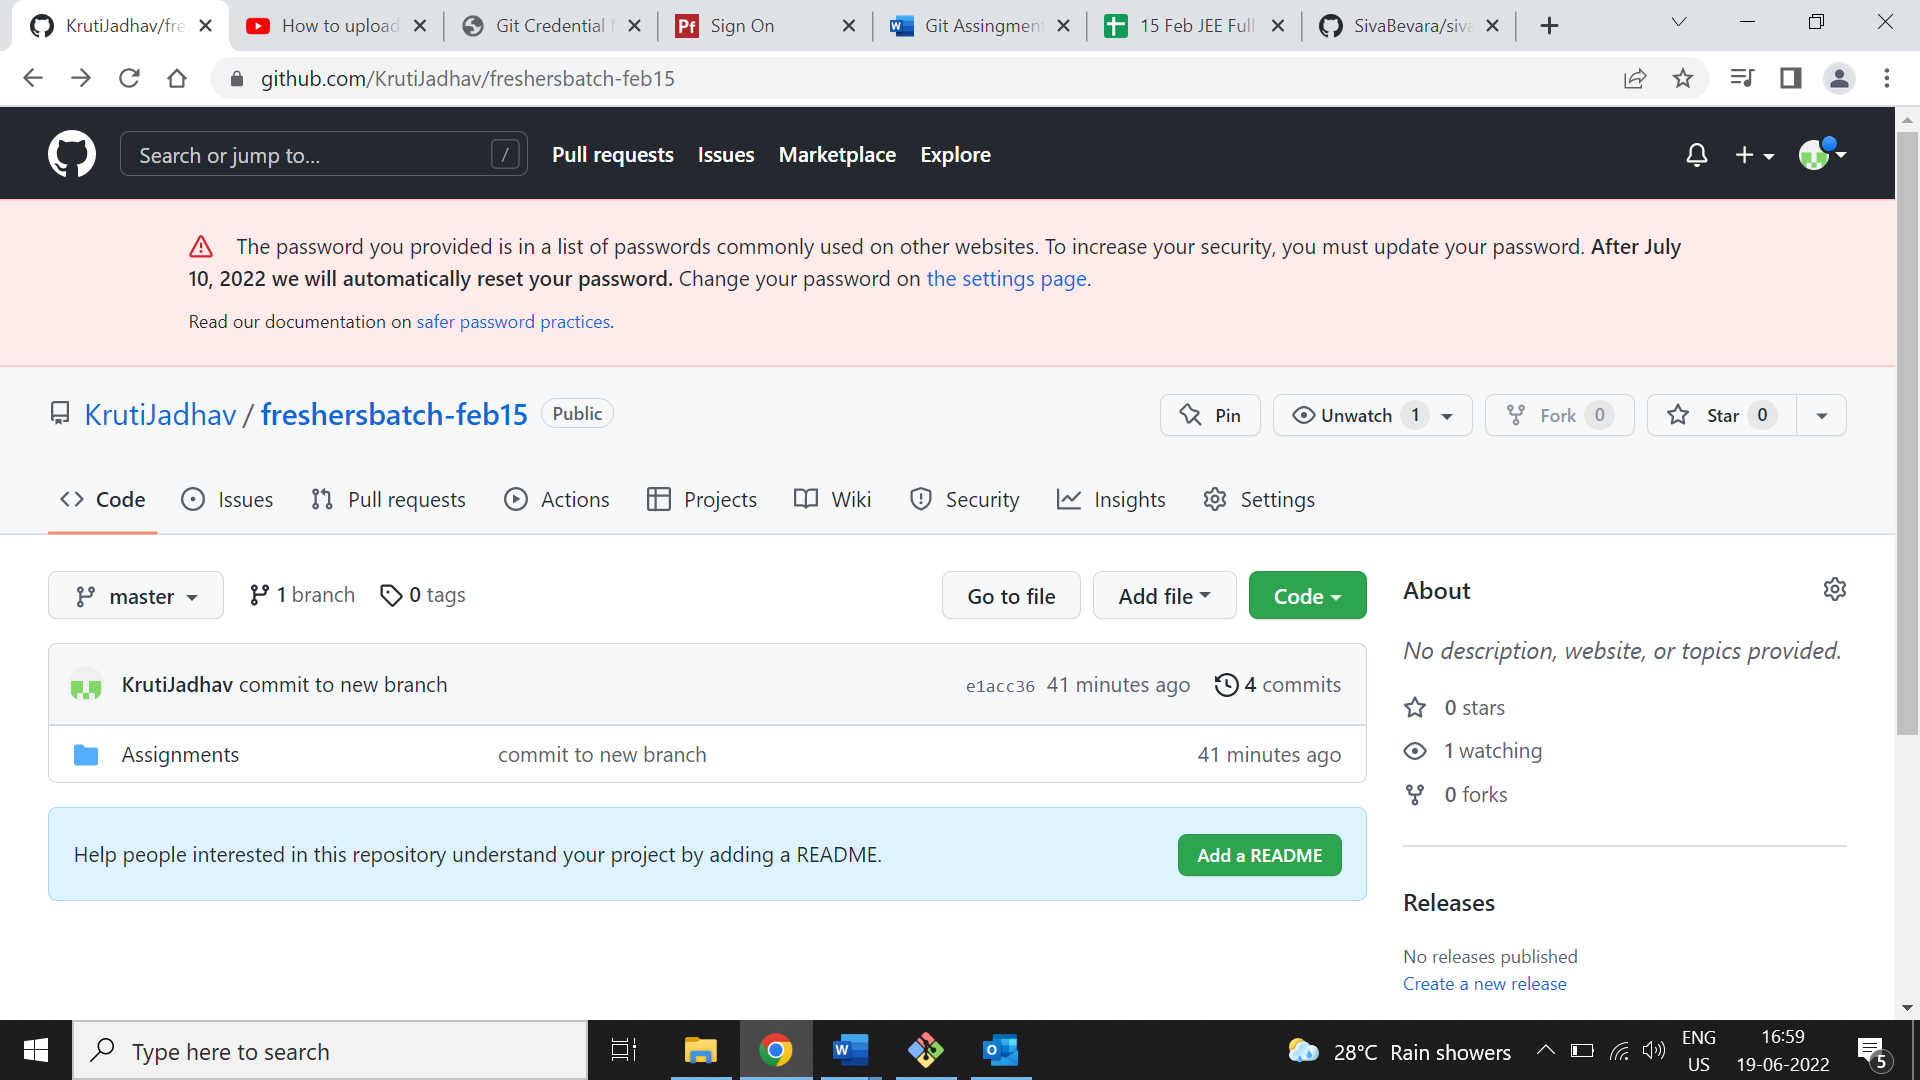 KrutiJadhav/fre
How to upload
Git Credential
Sign On
Git Assingment
15 Feb JEE Full
SivaBevara/siva
github.com/KrutiJadhav/freshersbatch-feb15
Search or jump to... /
Pull requests Issues Marketplace Explore
The password you provided is in a list of passwords commonly used on other websites. To increase your security, you must update your password. After July
10, 2022 we will automatically reset your password. Change your password on the settings page.
Read our documentation on safer password practices.
KrutiJadhav / freshersbatch-feb15 Public
Pin Unwatch 1 Fork 0 Star 0
Code Issues Pull requests Actions Projects Wiki Security Insights Settings
master 1 branch 0 tags Go to file Add file Code
KrutiJadhav commit to new branch e1acc36 41 minutes ago 4 commits
Assignments commit to new branch 41 minutes ago
Help people interested in this repository understand your project by adding a README. Add a README
About
No description, website, or topics provided.
0 stars
1 watching
0 forks
Releases
No releases published
Create a new release
Type here to search
28°C Rain showers
ENG
US
16:59
19-06-2022
5